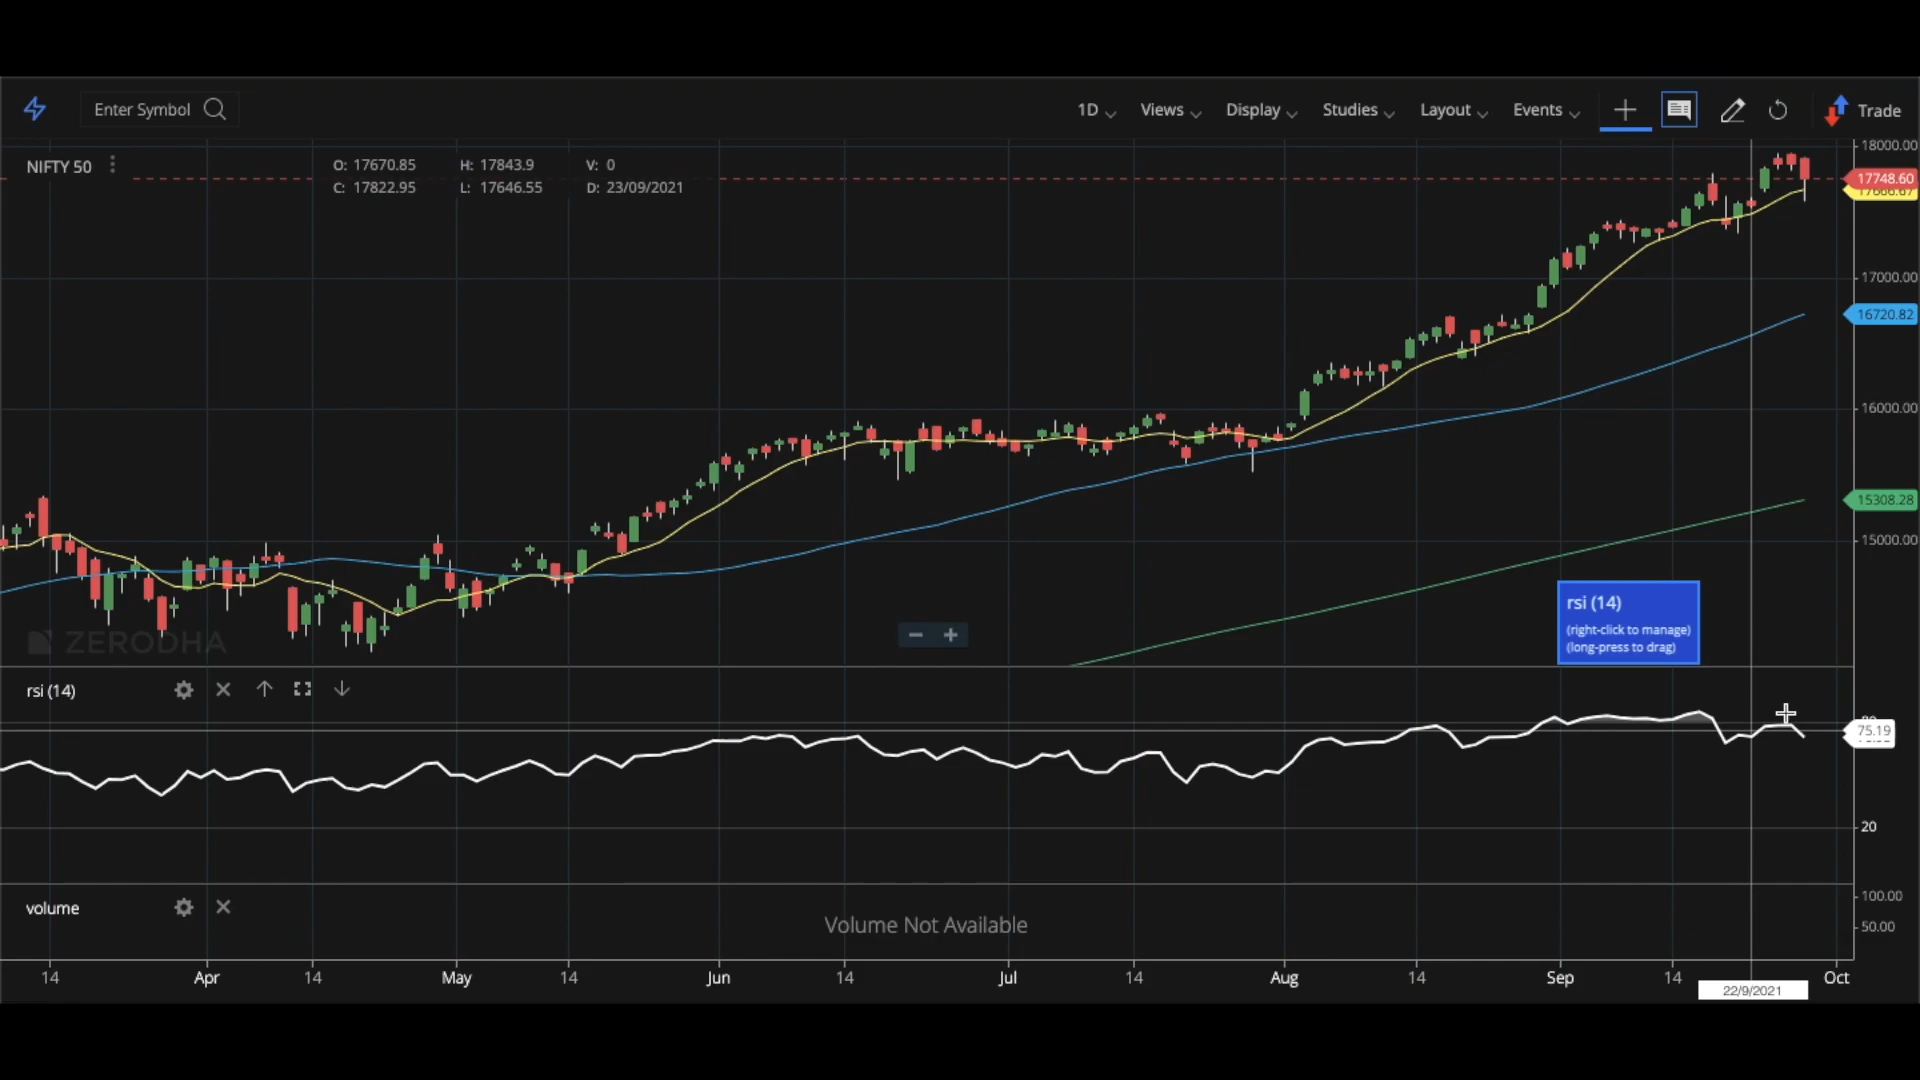 Enter Symbol
1D Views Display Studies Layout Events Trade
NIFTY 50
O: 17670.85 H: 17843.9 V: 0
C: 17822.95 L: 17646.55 D: 23/09/2021
18000.00
17748.60
17000.00
16720.82
16000.00
15308.28
15000.00
rsi (14)
(right-click to manage)
(long-press to drag)
ZERODHA
rsi (14)
75.19
20
volume
Volume Not Available
100.00
50.00
14 Apr 14 May 14 Jun 14 Jul 14 Aug 14 Sep 14 Oct
22/9/2021